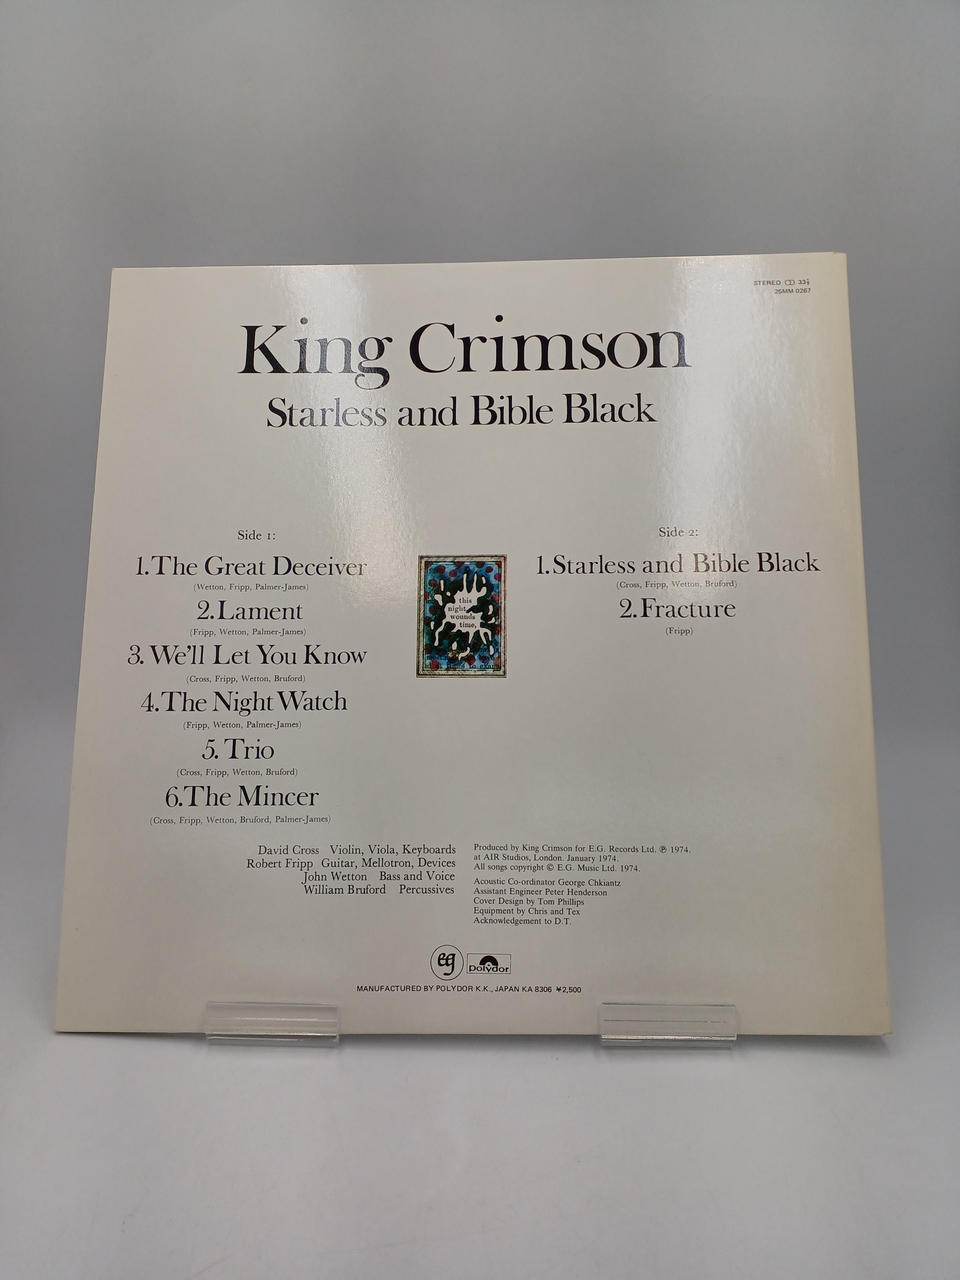 STEREO 33⅓
25MM 0267
King Crimson
Starless and Bible Black
Side 1:
1.The Great Deceiver
(Wetton, Fripp, Palmer-James)
2.Lament
(Fripp, Wetton, Palmer-James)
3. We'll Let You Know
(Cross, Fripp, Wetton, Bruford)
4.The Night Watch
(Fripp, Wetton, Palmer-James)
5. Trio
(Cross, Fripp, Wetton, Bruford)
6.The Mincer
(Cross, Fripp, Wetton, Bruford, Palmer-James)
this
night
wounds
time,
Side 2:
1.Starless and Bible Black
(Cross, Fripp, Wetton, Bruford)
2.Fracture
(Fripp)
David Cross Violin, Viola, Keyboards
Robert Fripp Guitar, Mellotron, Devices
John Wetton Bass and Voice
William Bruford Percussives
Produced by King Crimson for E.G. Records Ltd. ℗ 1974.
at AIR Studios, London. January 1974.
All songs copyright © E.G. Music Ltd. 1974.
Acoustic Co-ordinator George Chkiantz
Assistant Engineer Peter Henderson
Cover Design by Tom Phillips
Equipment by Chris and Tex
Acknowledgement to D.T.
eg
polydor
MANUFACTURED BY POLYDOR K.K., JAPAN KA 8306 ¥2,500